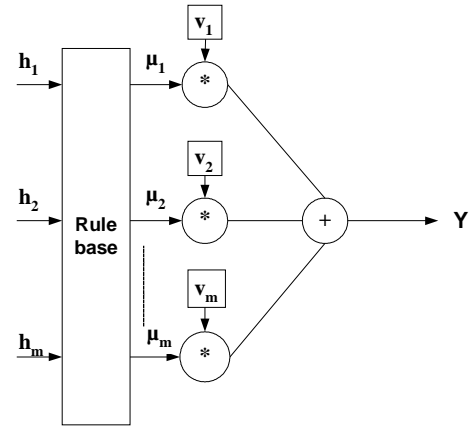 v₁
h₁ μ₁ *
v₂
h₂ μ₂ * + Y
Rule
base
vₘ
hₘ μₘ *